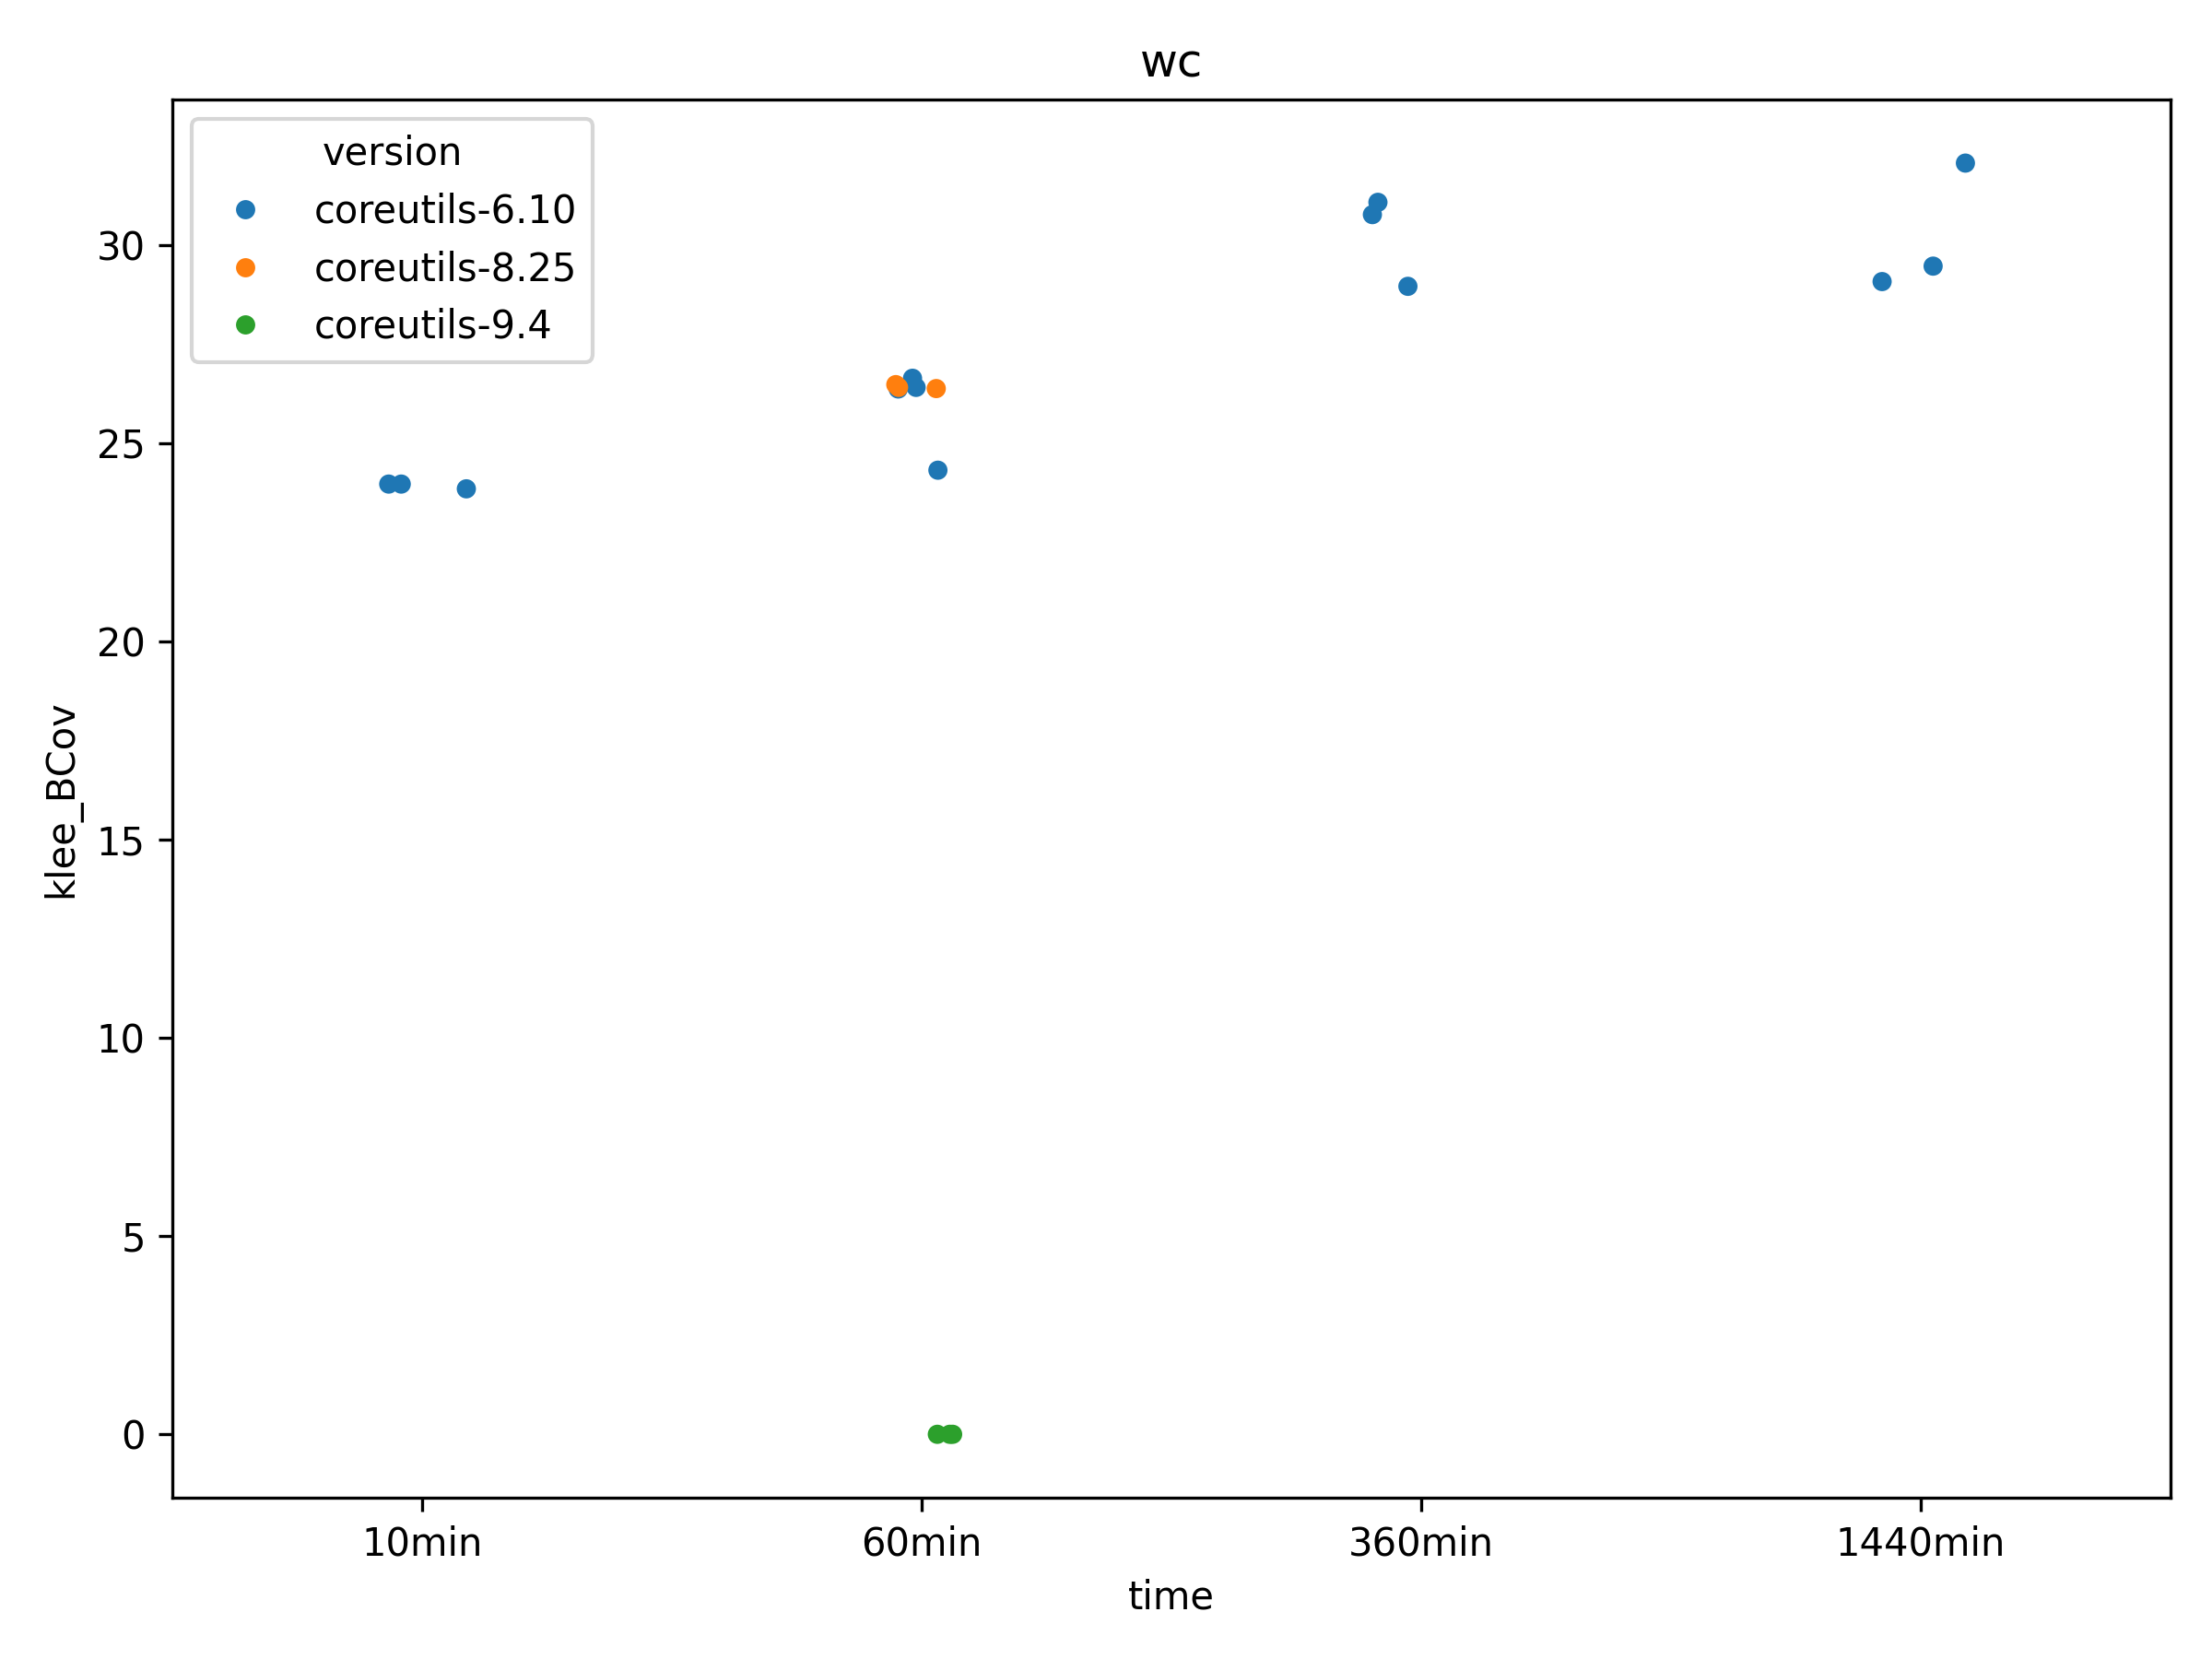 wc
version
coreutils-6.10
coreutils-8.25
coreutils-9.4
30
25
20
15
10
5
0
klee_BCov
10min 60min 360min 1440min
time